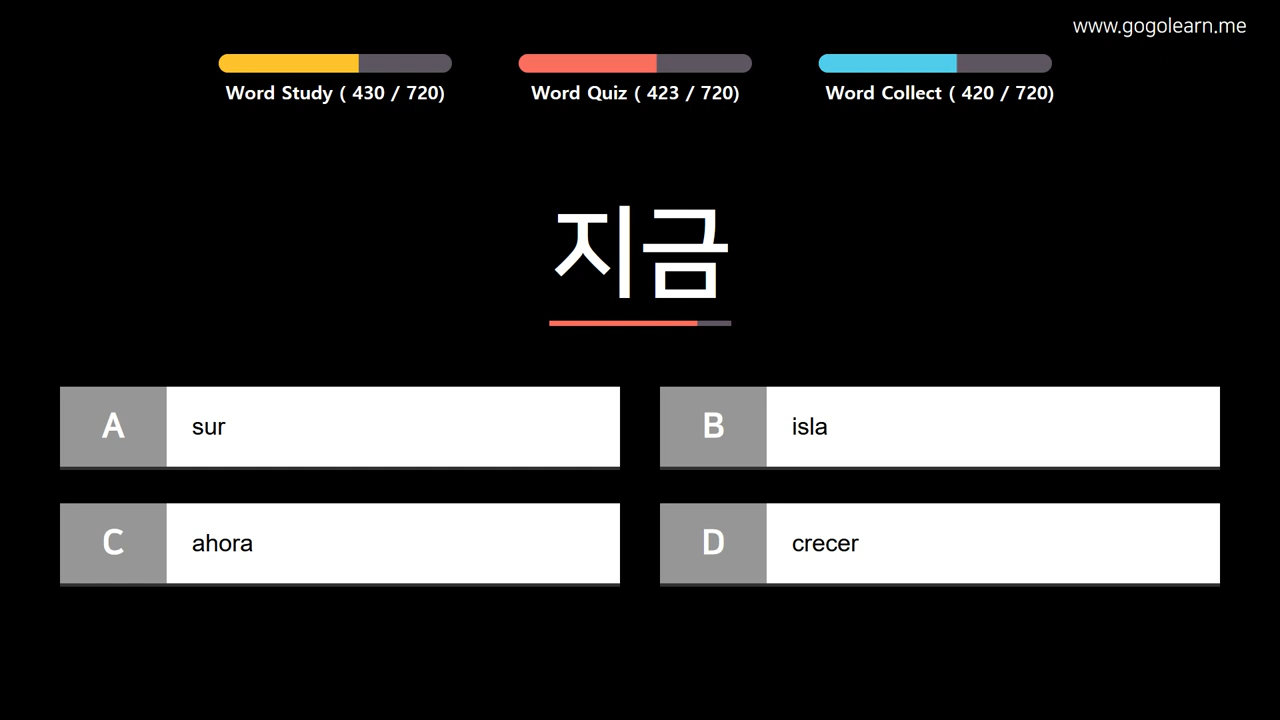 www.gogolearn.me
Word Study ( 430 / 720)
Word Quiz ( 423 / 720)
Word Collect ( 420 / 720)
지금
A sur
B isla
C ahora
D crecer